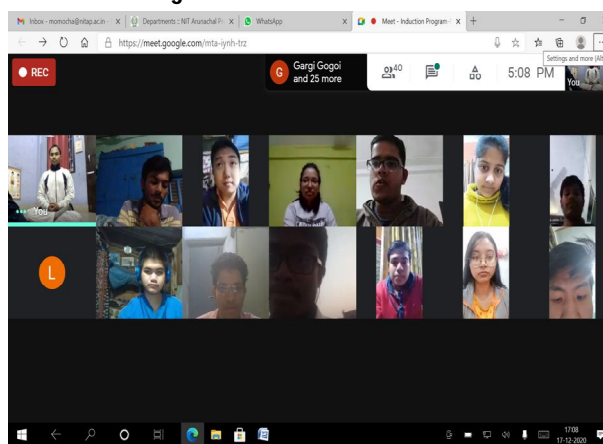 Inbox - momocha@nitap.ac.in -
Departments :: NIT Arunachal Pr
WhatsApp
Meet - Induction Program-
https://meet.google.com/mta-iynh-trz
Settings and more (Alt
REC
G
Gargi Gogoi
and 25 more
40
5:08 PM
You
You
L
17:08
17-12-2020